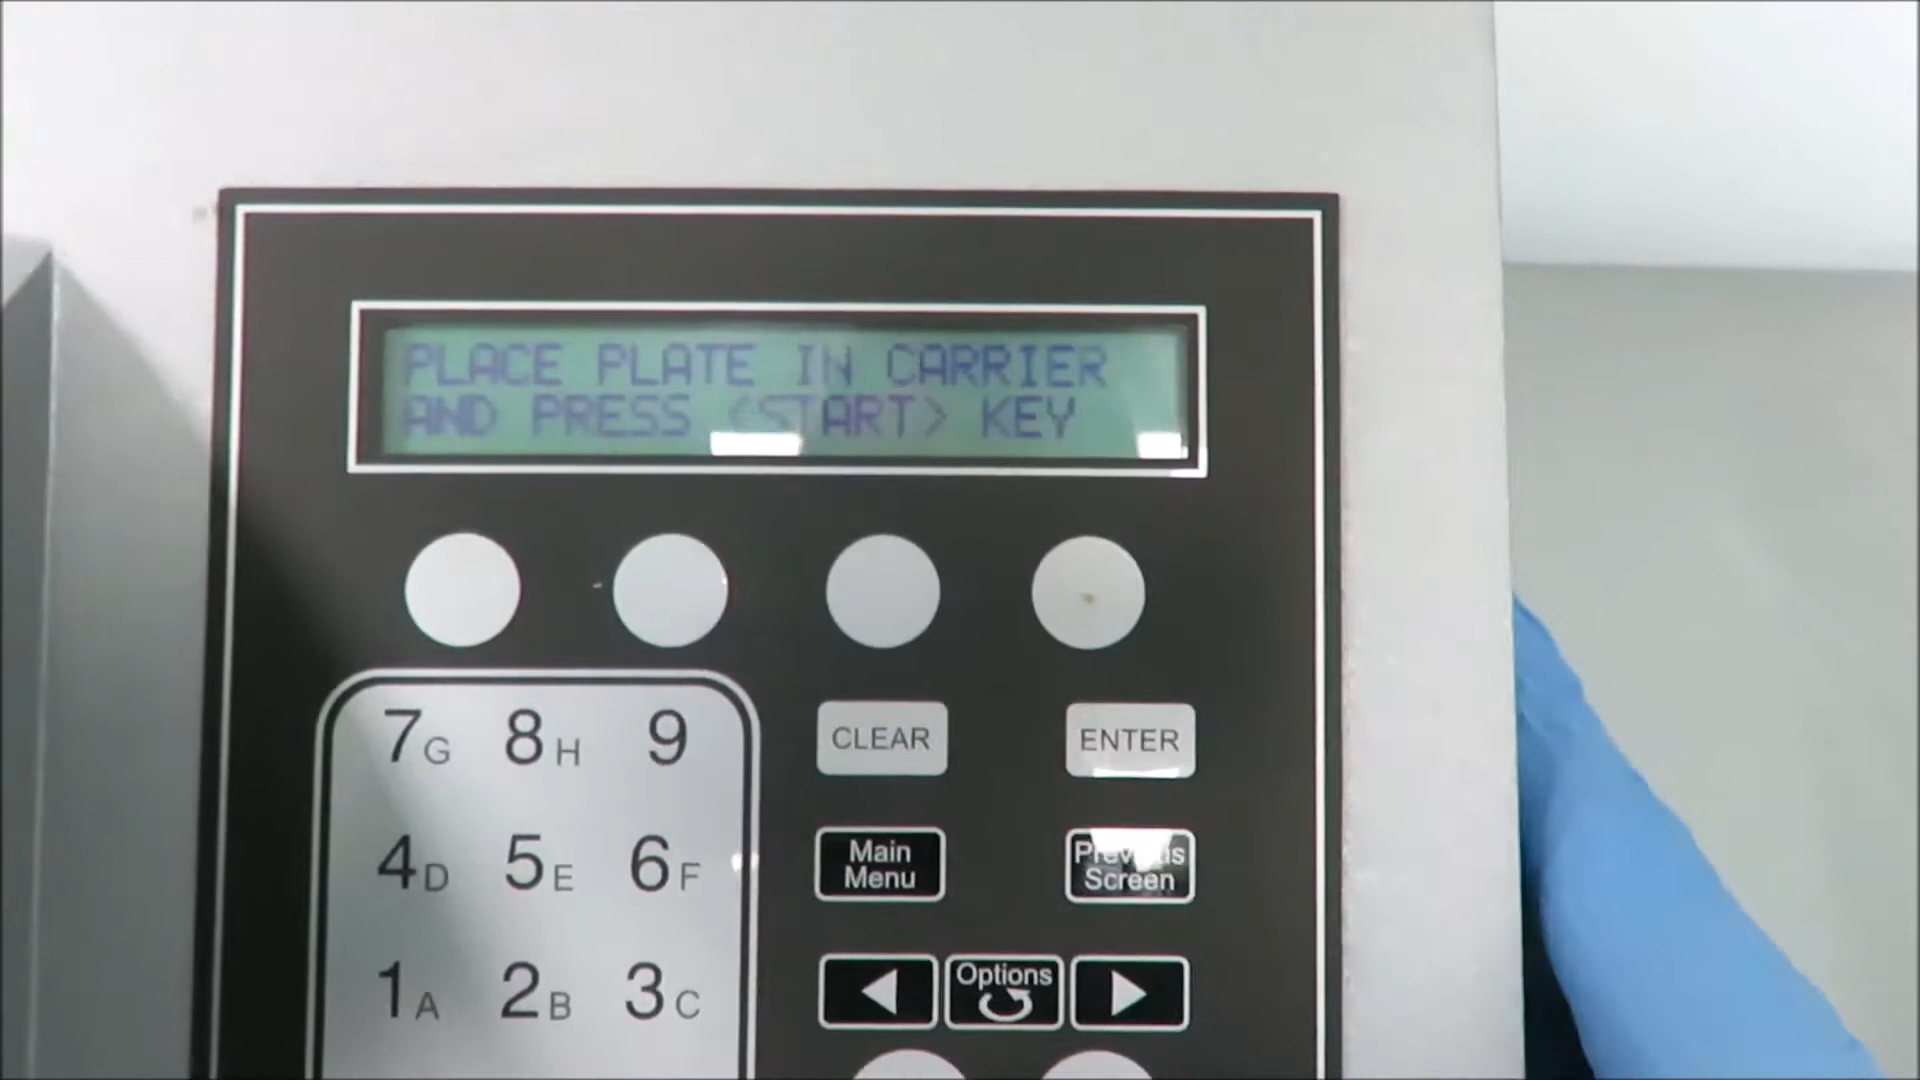 PLACE PLATE IN CARRIER
AND PRESS <START> KEY
7G 8H 9
CLEAR ENTER
4D 5E 6F
Main Menu
Previous Screen
1A 2B 3C
Options